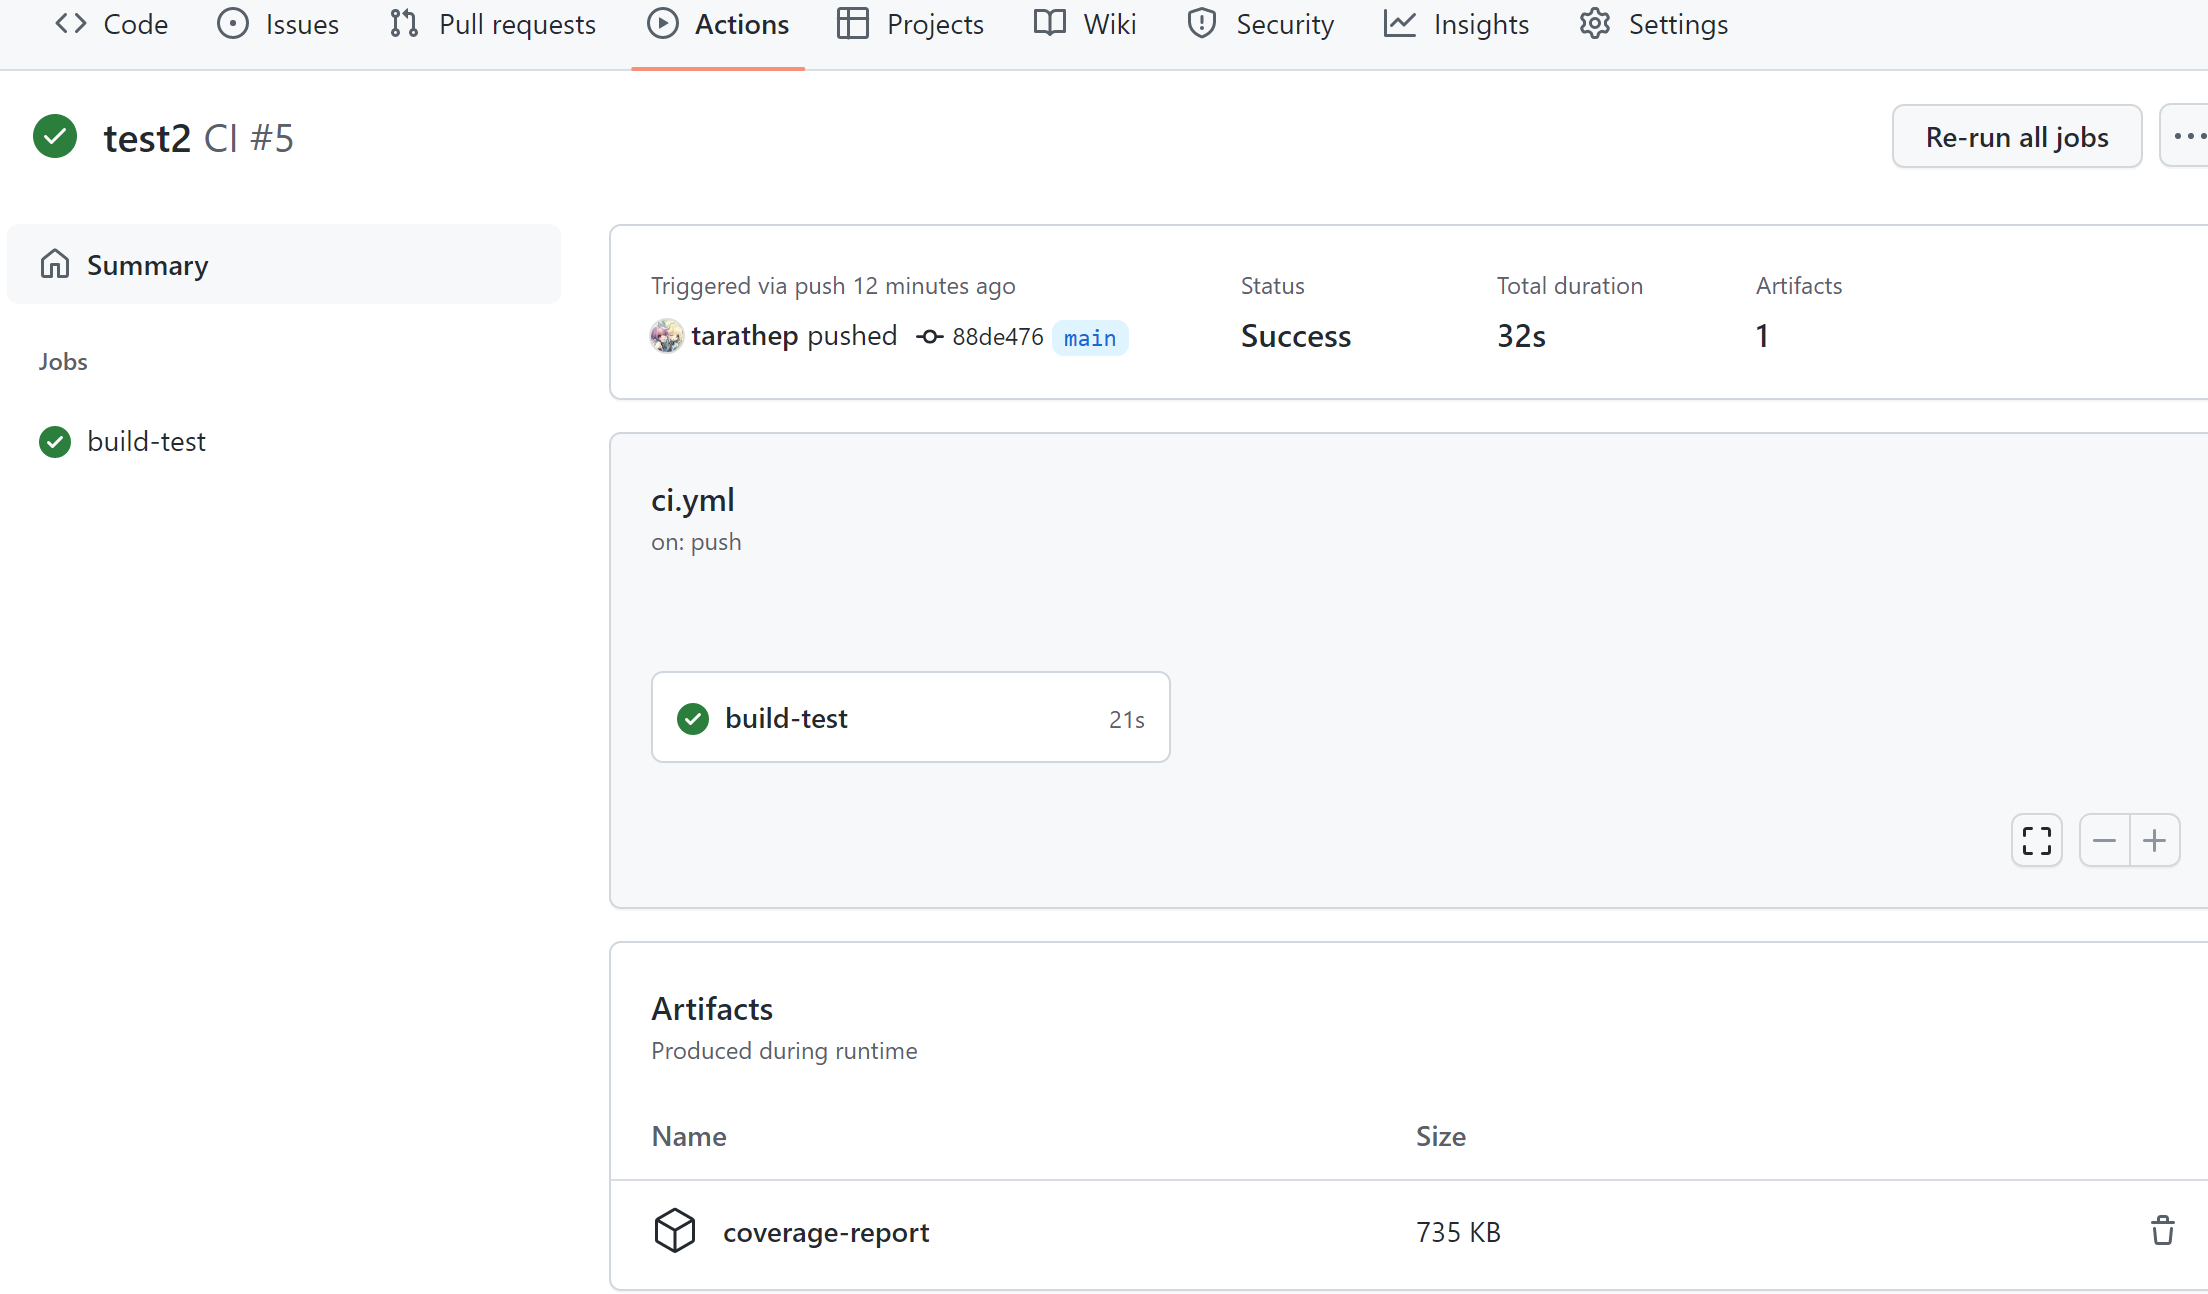 Code Issues Pull requests Actions Projects Wiki Security Insights Settings
test2 CI #5
Re-run all jobs
Summary
Jobs
build-test
Triggered via push 12 minutes ago
tarathep pushed 88de476 main
Status
Success
Total duration
32s
Artifacts
1
ci.yml
on: push
build-test 21s
Artifacts
Produced during runtime
Name Size
coverage-report 735 KB